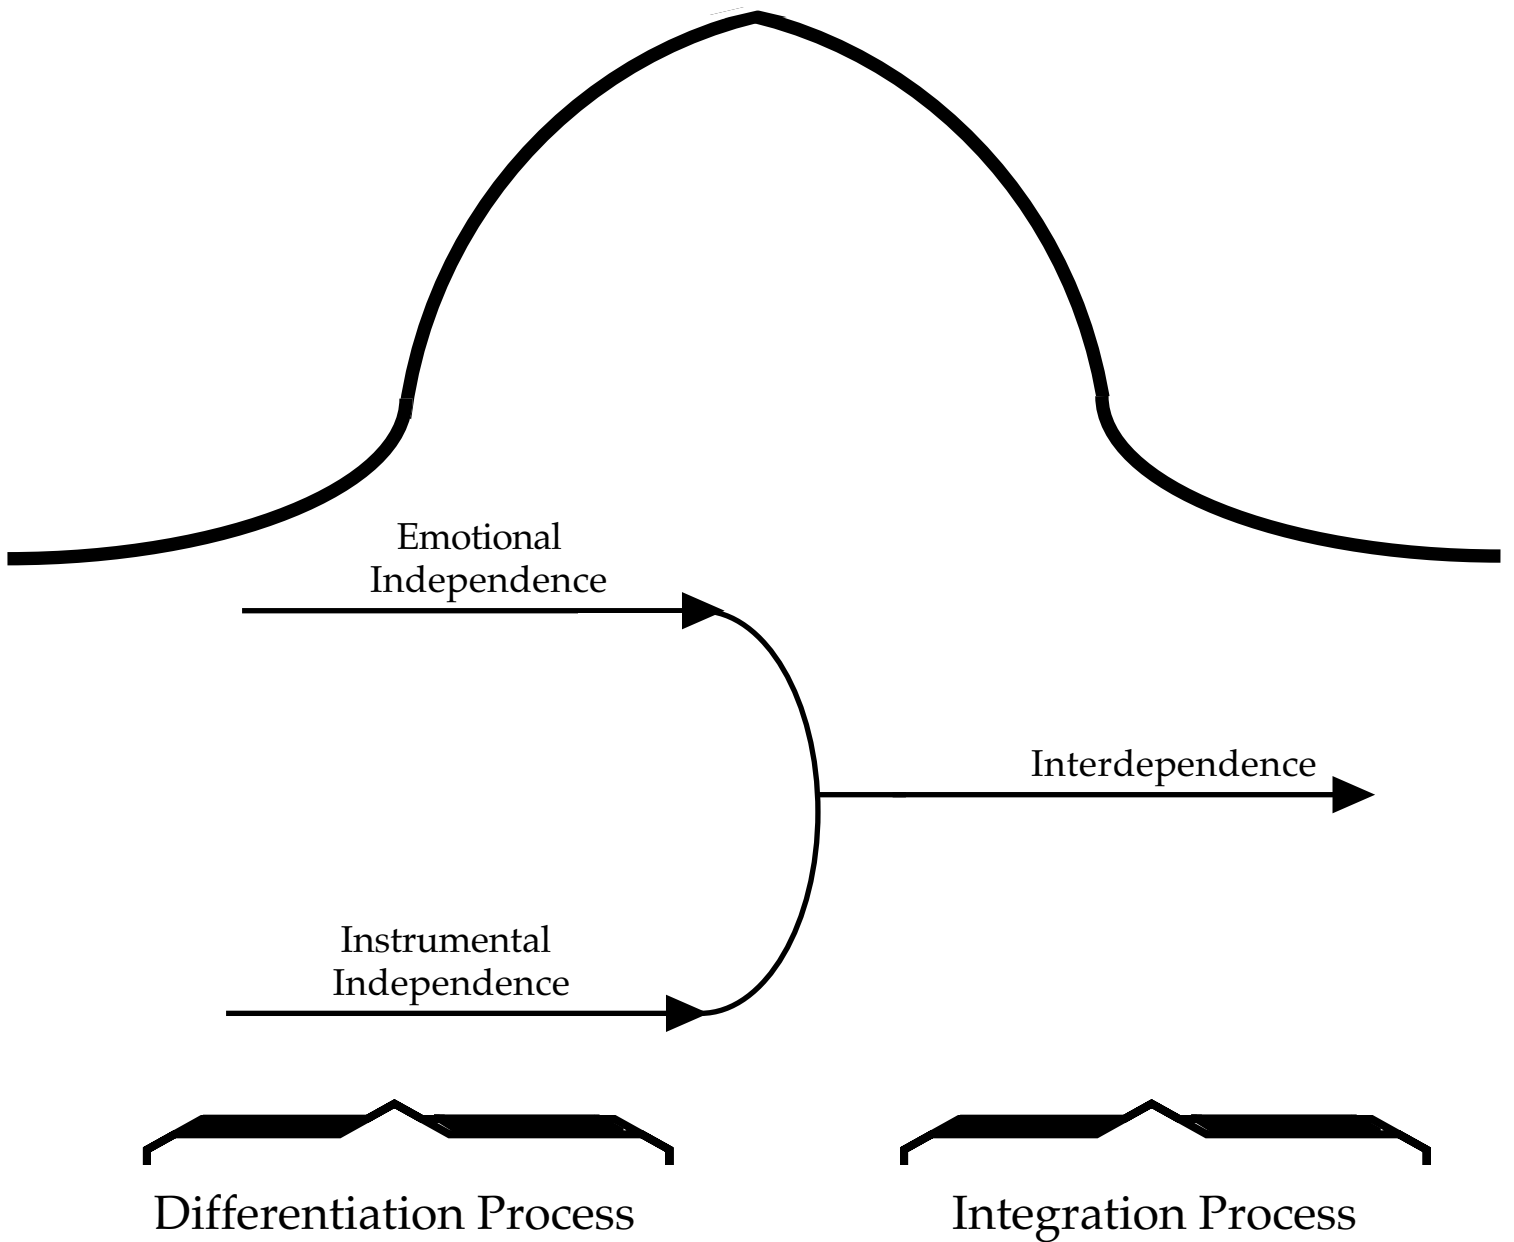 Emotional
Independence
Interdependence
Instrumental
Independence
Differentiation Process
Integration Process